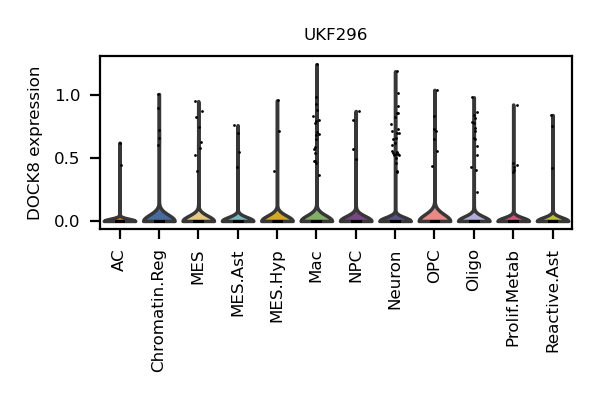 UKF296
DOCK8 expression
1.0
0.5
0.0
AC
Chromatin.Reg
MES
MES.Ast
MES.Hyp
Mac
NPC
Neuron
OPC
Oligo
Prolif.Metab
Reactive.Ast